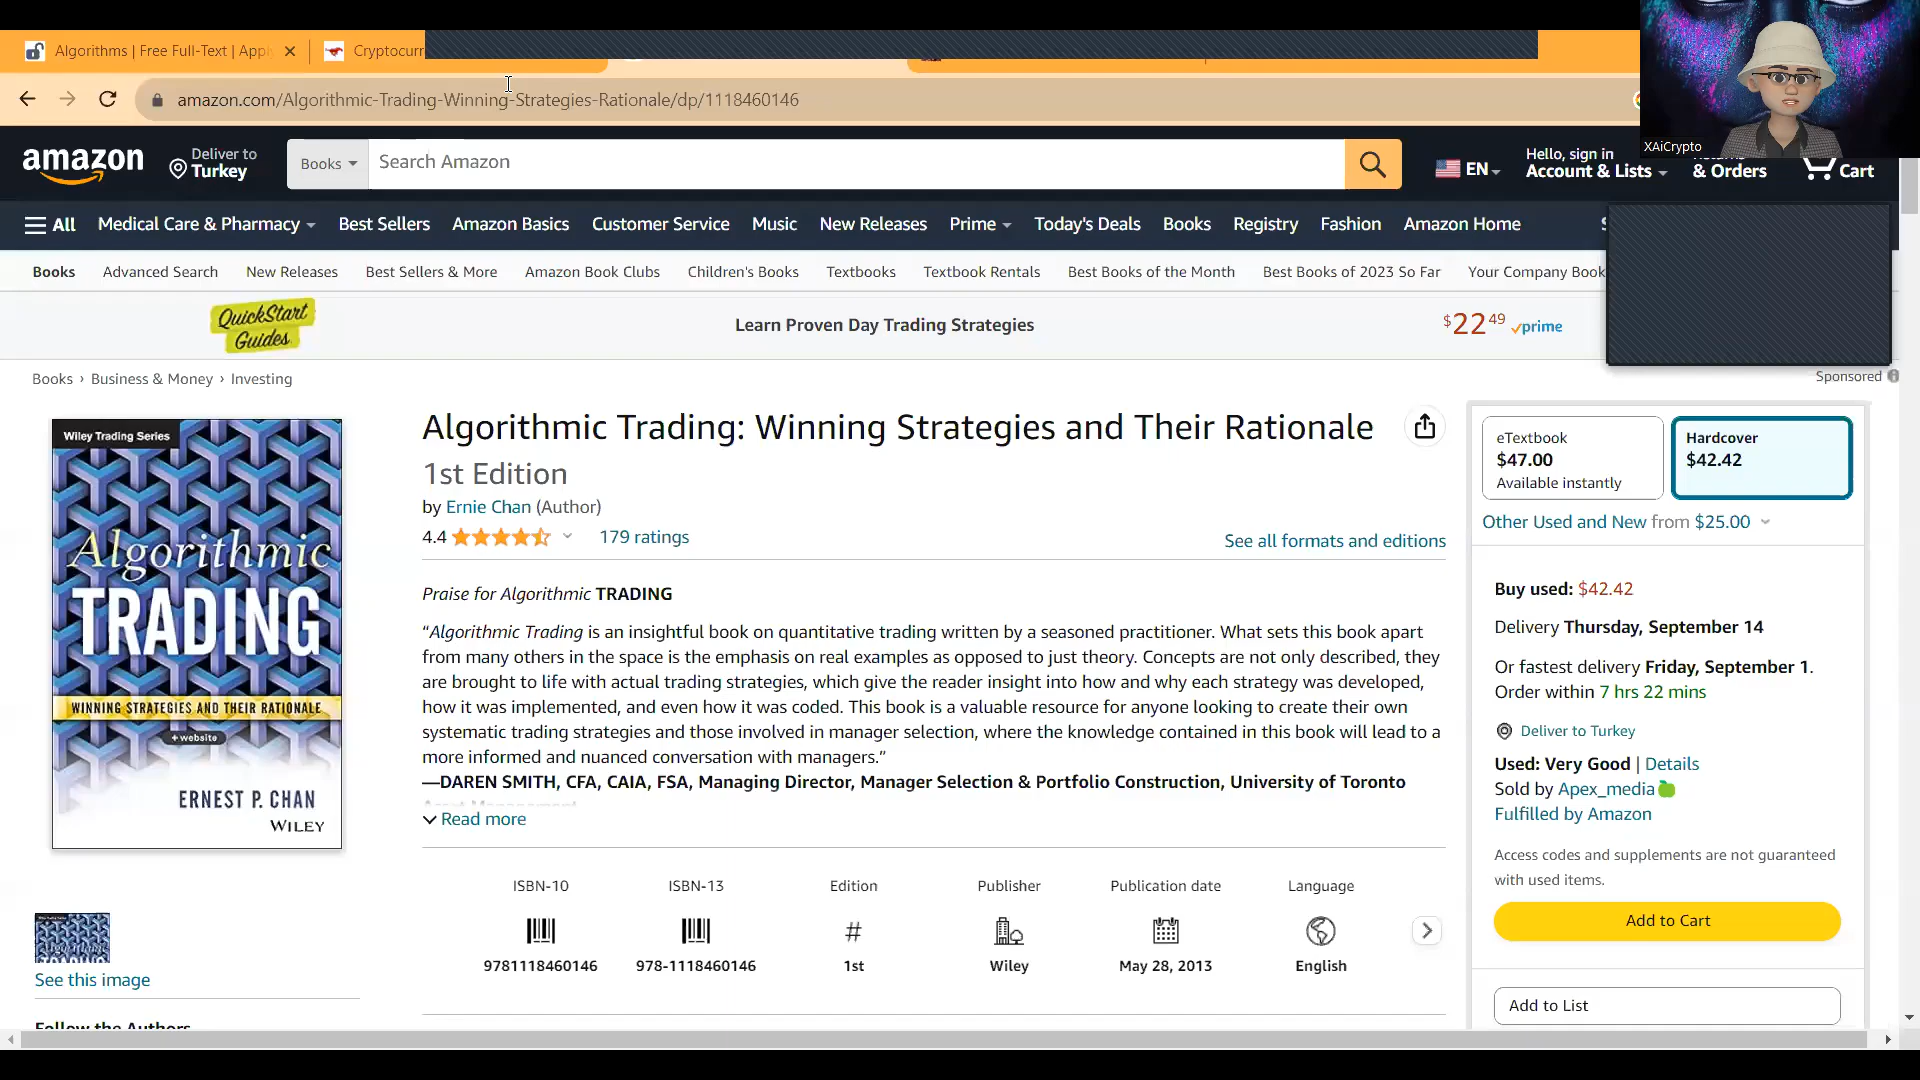 Algorithms | Free Full-Text | Appl
Cryptocurr
amazon.com/Algorithmic-Trading-Winning-Strategies-Rationale/dp/1118460146
XAiCrypto
amazon
Deliver to
Turkey
Books
Search Amazon
EN
Hello, sign in
Account & Lists
& Orders
Cart
All
Medical Care & Pharmacy
Best Sellers
Amazon Basics
Customer Service
Music
New Releases
Prime
Today's Deals
Books
Registry
Fashion
Amazon Home
Books
Advanced Search
New Releases
Best Sellers & More
Amazon Book Clubs
Children's Books
Textbooks
Textbook Rentals
Best Books of the Month
Best Books of 2023 So Far
Your Company Book
QuickStart
Guides
Learn Proven Day Trading Strategies
$22 49 prime
Sponsored
Books › Business & Money › Investing
Wiley Trading Series
Algorithmic
TRADING
WINNING STRATEGIES AND THEIR RATIONALE
+ website
ERNEST P. CHAN
WILEY
See this image
Follow the Authors
Algorithmic Trading: Winning Strategies and Their Rationale
1st Edition
by Ernie Chan (Author)
4.4
179 ratings
See all formats and editions
Praise for Algorithmic TRADING
“Algorithmic Trading is an insightful book on quantitative trading written by a seasoned practitioner. What sets this book apart
from many others in the space is the emphasis on real examples as opposed to just theory. Concepts are not only described, they
are brought to life with actual trading strategies, which give the reader insight into how and why each strategy was developed,
how it was implemented, and even how it was coded. This book is a valuable resource for anyone looking to create their own
systematic trading strategies and those involved in manager selection, where the knowledge contained in this book will lead to a
more informed and nuanced conversation with managers.”
—DAREN SMITH, CFA, CAIA, FSA, Managing Director, Manager Selection & Portfolio Construction, University of Toronto
Asset Management
Read more
ISBN-10
9781118460146
ISBN-13
978-1118460146
Edition
#
1st
Publisher
Wiley
Publication date
May 28, 2013
Language
English
eTextbook
$47.00
Available instantly
Hardcover
$42.42
Other Used and New from $25.00
Buy used: $42.42
Delivery Thursday, September 14
Or fastest delivery Friday, September 1.
Order within 7 hrs 22 mins
Deliver to Turkey
Used: Very Good | Details
Sold by Apex_media
Fulfilled by Amazon
Access codes and supplements are not guaranteed
with used items.
Add to Cart
Add to List